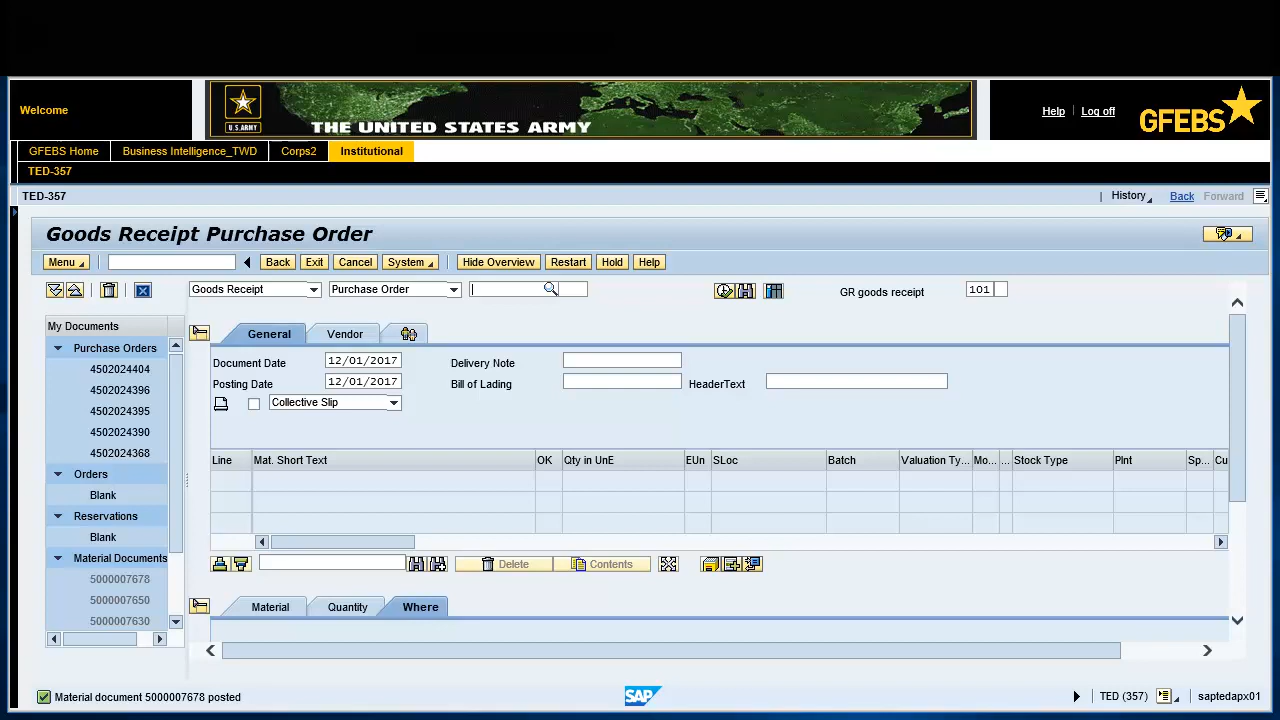 Welcome
U.S.ARMY
THE UNITED STATES ARMY
Help
Log off
GFEBS
GFEBS Home
Business Intelligence_TWD
Corps2
Institutional
TED-357
TED-357
History
Back
Forward
Goods Receipt Purchase Order
Menu
Back
Exit
Cancel
System
Hide Overview
Restart
Hold
Help
Goods Receipt
Purchase Order
GR goods receipt
101
My Documents
Purchase Orders
4502024404
4502024396
4502024395
4502024390
4502024368
Orders
Blank
Reservations
Blank
Material Documents
5000007678
5000007650
5000007630
General
Vendor
Document Date
12/01/2017
Delivery Note
Posting Date
12/01/2017
Bill of Lading
HeaderText
Collective Slip
Line
Mat. Short Text
OK
Qty in UnE
EUn
SLoc
Batch
Valuation Ty...
Mo...
...
Stock Type
Plnt
Sp...
Cu
Delete
Contents
Material
Quantity
Where
Material document 5000007678 posted
SAP
TED (357)
saptedapx01